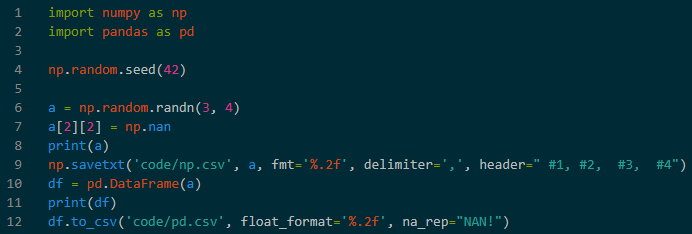 1 import numpy as np
2 import pandas as pd
3
4 np.random.seed(42)
5
6 a = np.random.randn(3, 4)
7 a[2][2] = np.nan
8 print(a)
9 np.savetxt('code/np.csv', a, fmt='%.2f', delimiter=',', header=" #1, #2,  #3,  #4")
10 df = pd.DataFrame(a)
11 print(df)
12 df.to_csv('code/pd.csv', float_format='%.2f', na_rep="NAN!")